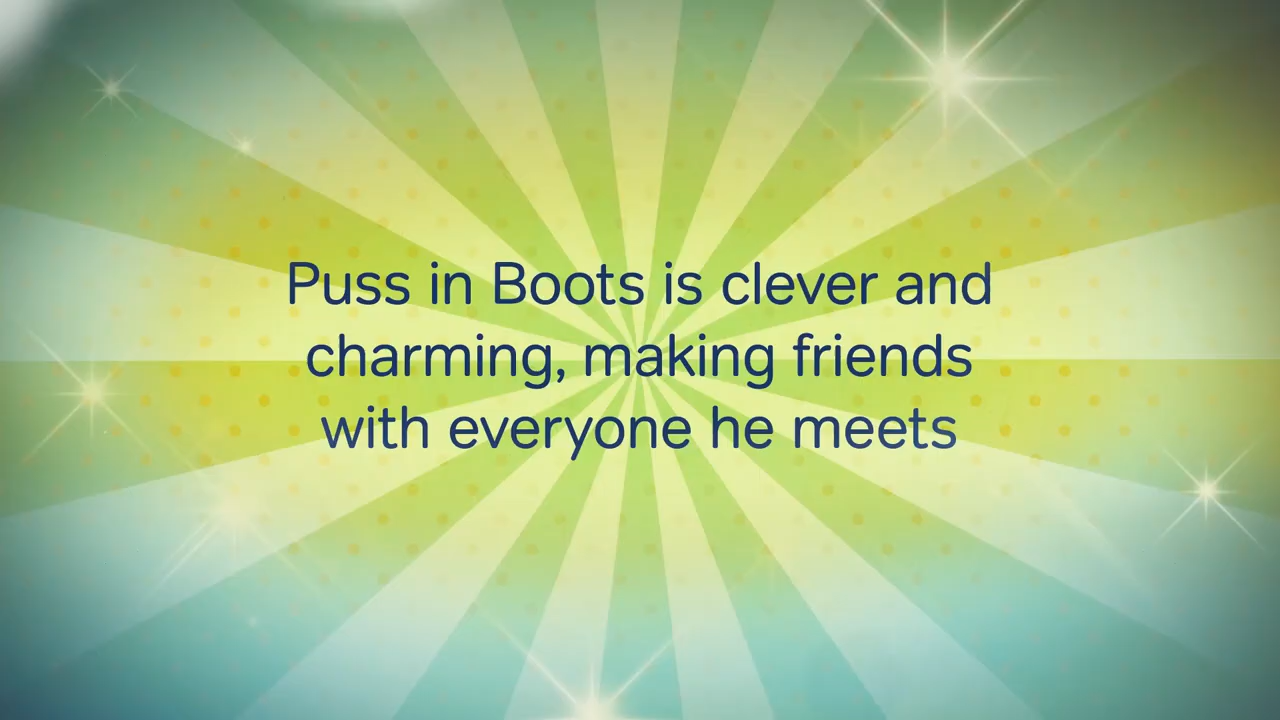 Puss in Boots is clever and
charming, making friends
with everyone he meets